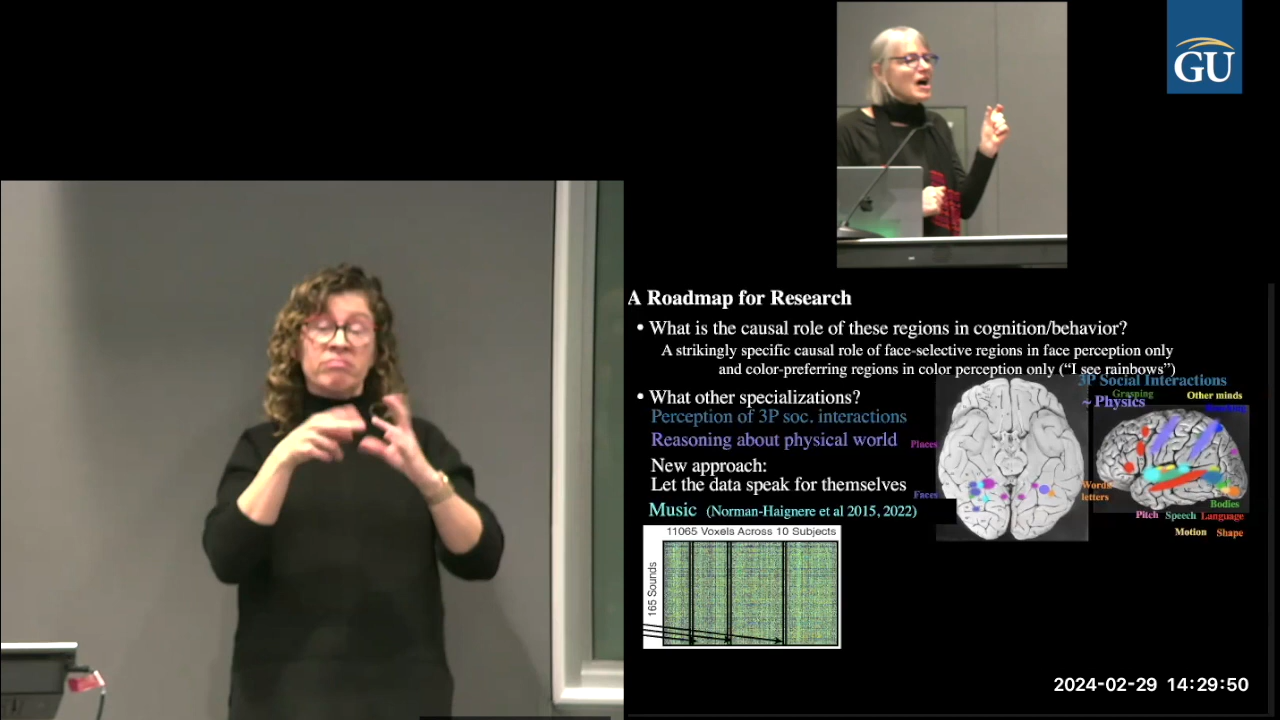 GU
A Roadmap for Research
• What is the causal role of these regions in cognition/behavior?
A strikingly specific causal role of face-selective regions in face perception only
and color-preferring regions in color perception only (“I see rainbows”)
• What other specializations?
Perception of 3P soc. interactions
Reasoning about physical world
New approach:
Let the data speak for themselves
Music (Norman-Haignere et al 2015, 2022)
11065 Voxels Across 10 Subjects
165 Sounds
3P Social Interactions
Grasping
Other minds
~ Physics
Places
Faces
Words
letters
Bodies
Pitch Speech Language
Motion Shape
2024-02-29 14:29:50